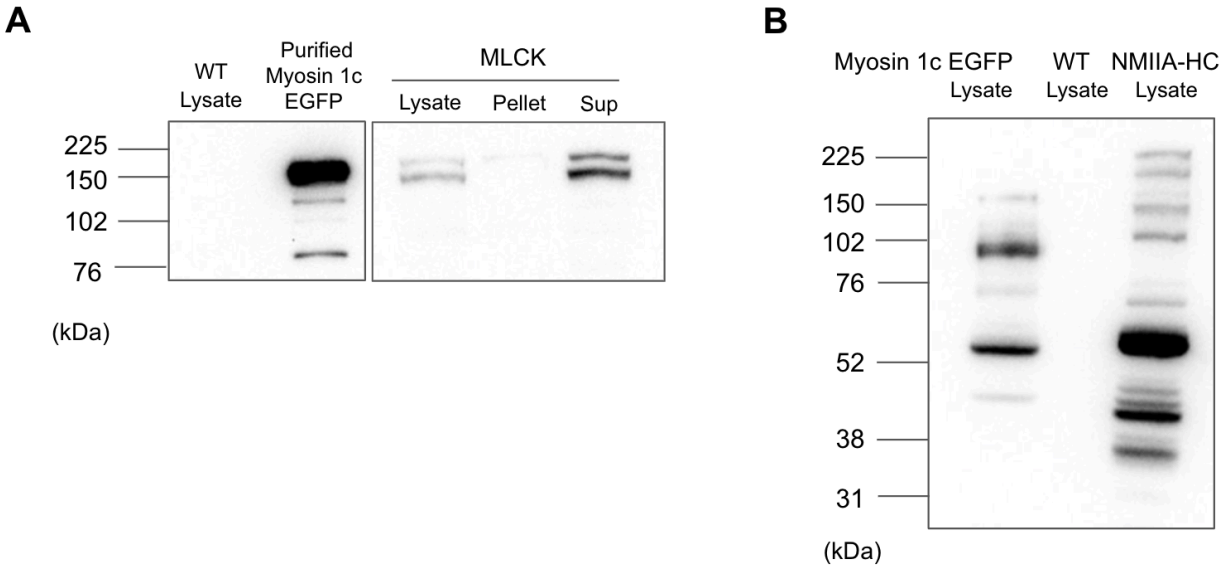 A
WT
Lysate
Purified
Myosin 1c
EGFP
MLCK
Lysate
Pellet
Sup
225
150
102
76
(kDa)
B
Myosin 1c EGFP
Lysate
WT
Lysate
NMIIA-HC
Lysate
225
150
102
76
52
38
31
(kDa)